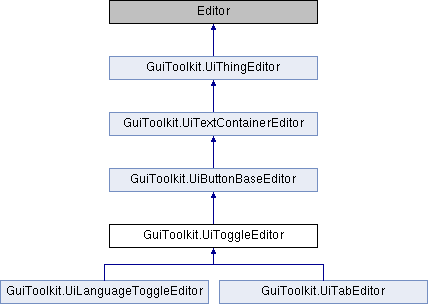 Editor
GuiToolkit.UiThingEditor
GuiToolkit.UiTextContainerEditor
GuiToolkit.UiButtonBaseEditor
GuiToolkit.UiToggleEditor
GuiToolkit.UiLanguageToggleEditor
GuiToolkit.UiTabEditor